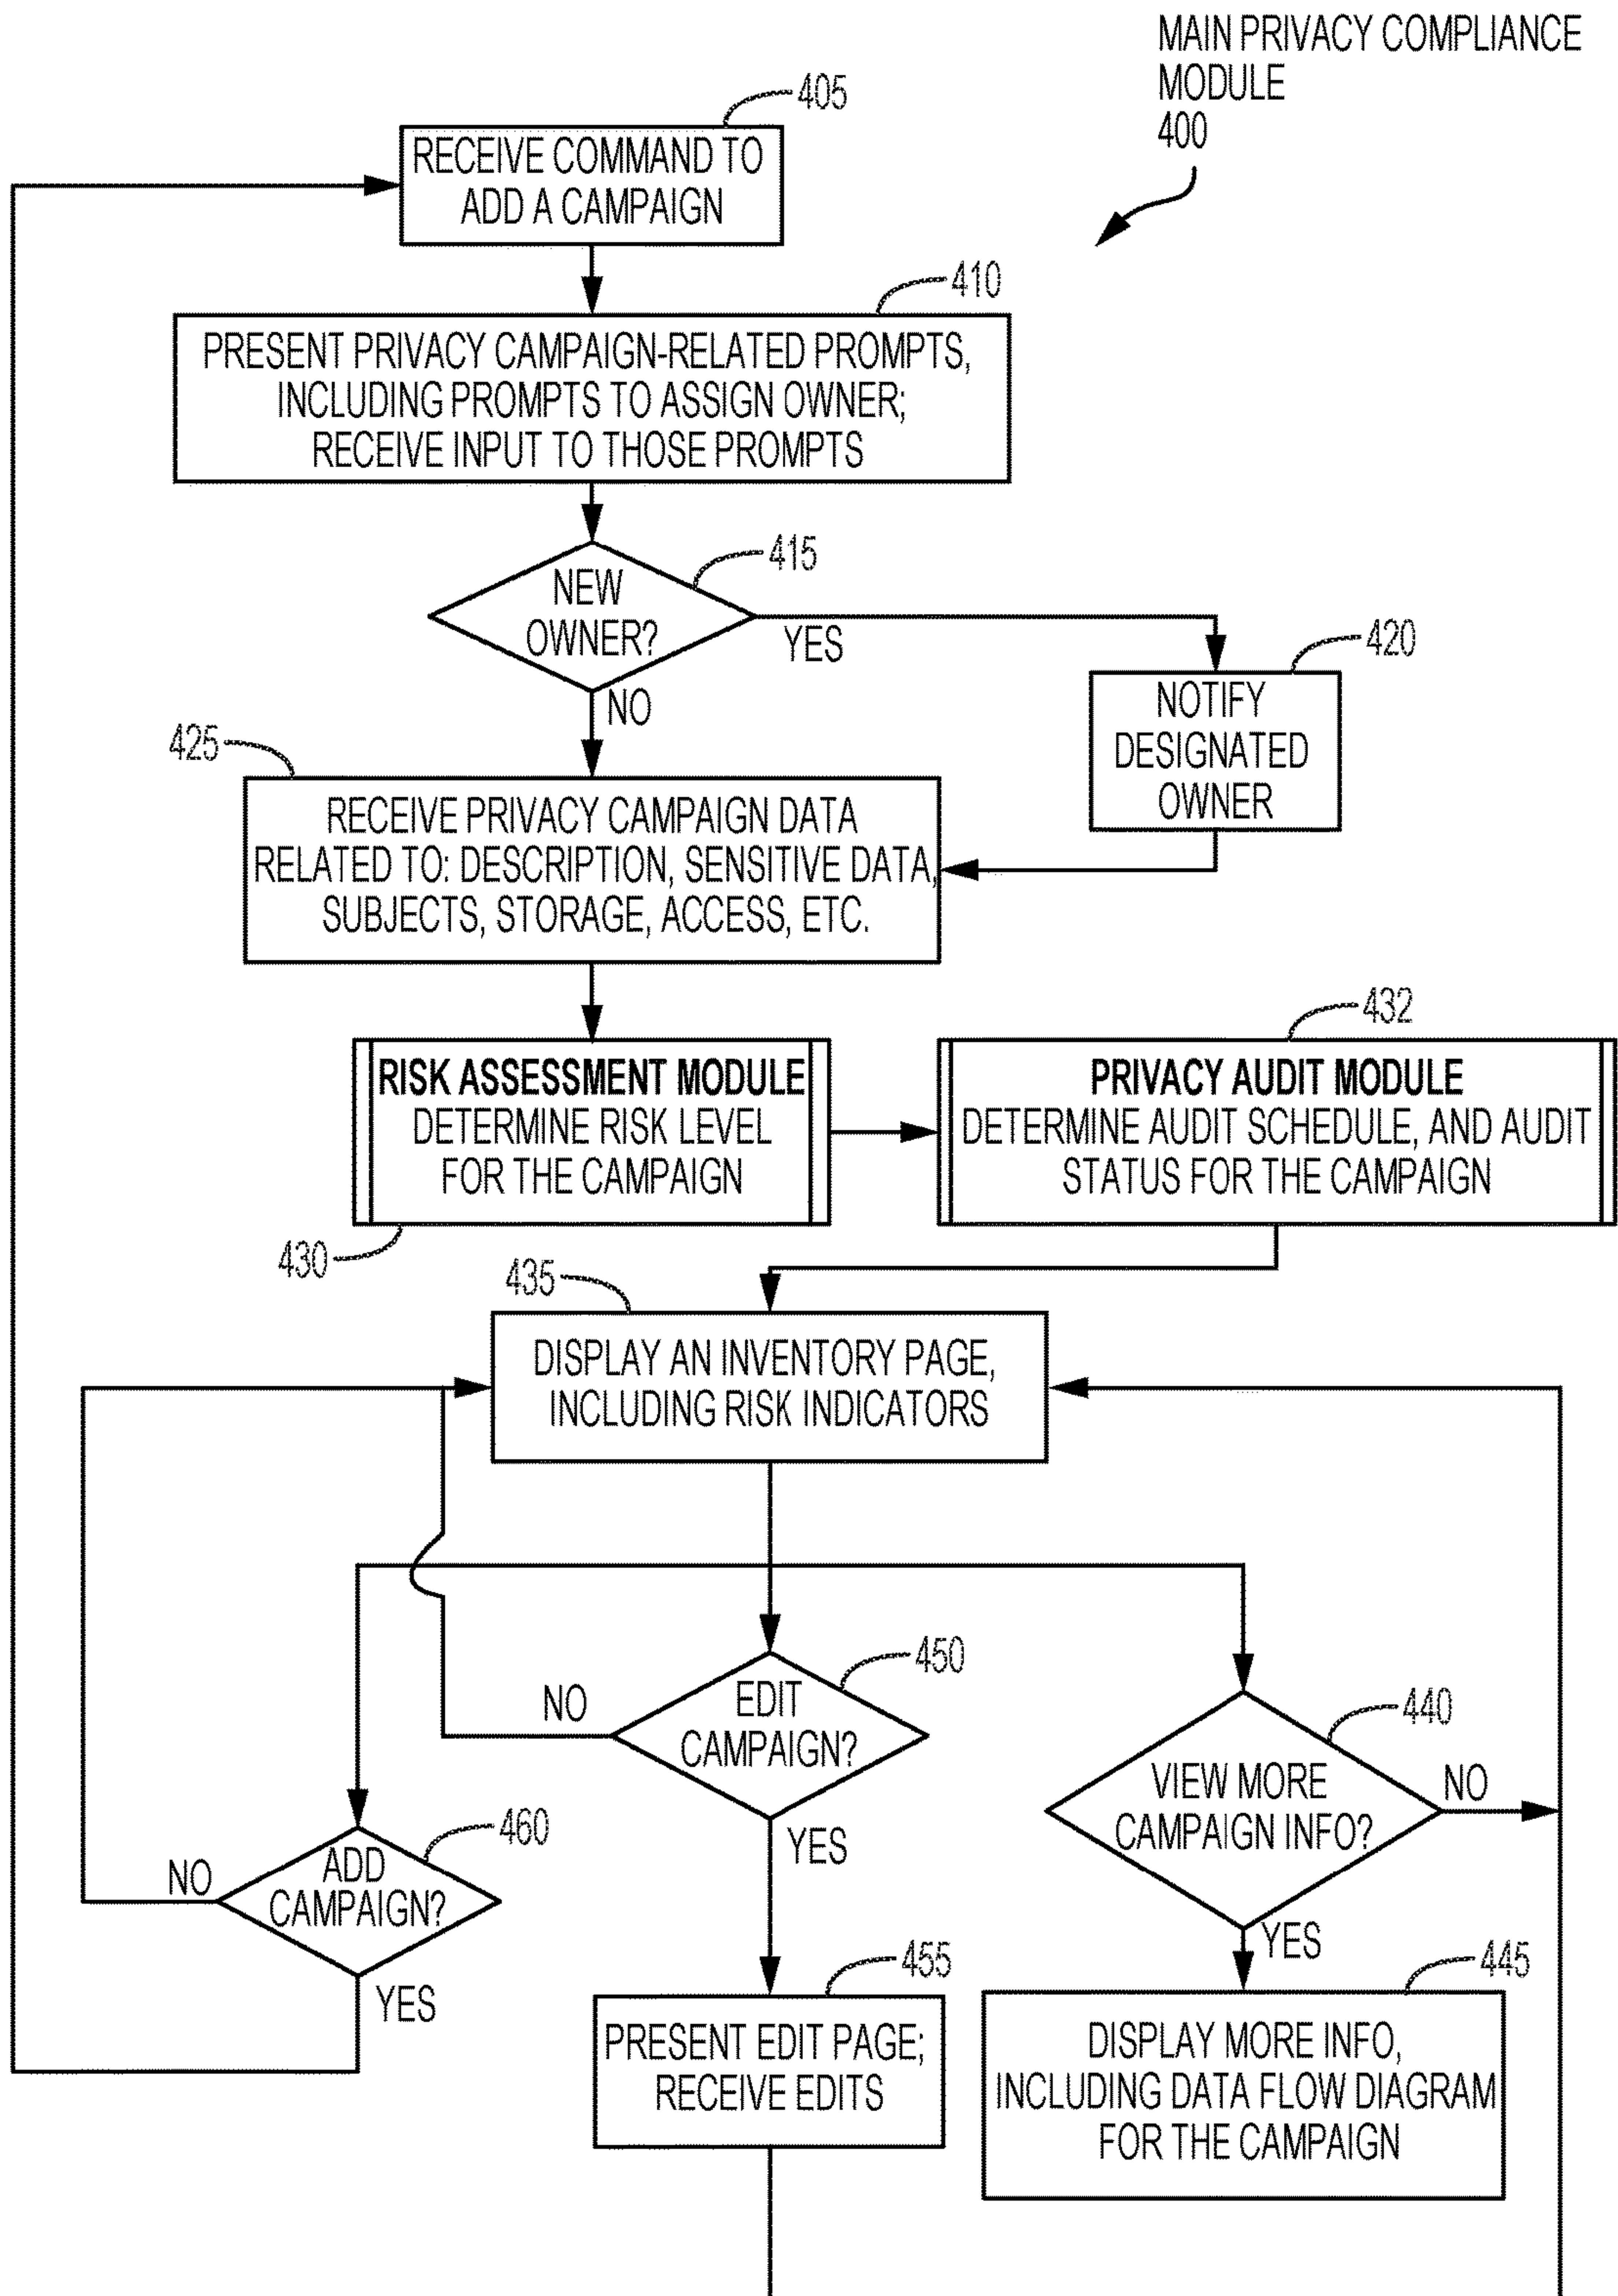 MAIN PRIVACY COMPLIANCE
MODULE
400
405
RECEIVE COMMAND TO
ADD A CAMPAIGN
410
PRESENT PRIVACY CAMPAIGN-RELATED PROMPTS,
INCLUDING PROMPTS TO ASSIGN OWNER;
RECEIVE INPUT TO THOSE PROMPTS
415
NEW
OWNER?
YES
NO
420
NOTIFY
DESIGNATED
OWNER
425
RECEIVE PRIVACY CAMPAIGN DATA
RELATED TO: DESCRIPTION, SENSITIVE DATA,
SUBJECTS, STORAGE, ACCESS, ETC.
RISK ASSESSMENT MODULE
DETERMINE RISK LEVEL
FOR THE CAMPAIGN
430
432
PRIVACY AUDIT MODULE
DETERMINE AUDIT SCHEDULE, AND AUDIT
STATUS FOR THE CAMPAIGN
435
DISPLAY AN INVENTORY PAGE,
INCLUDING RISK INDICATORS
450
EDIT
CAMPAIGN?
NO
YES
440
VIEW MORE
CAMPAIGN INFO?
NO
YES
460
ADD
CAMPAIGN?
NO
YES
455
PRESENT EDIT PAGE;
RECEIVE EDITS
445
DISPLAY MORE INFO,
INCLUDING DATA FLOW DIAGRAM
FOR THE CAMPAIGN